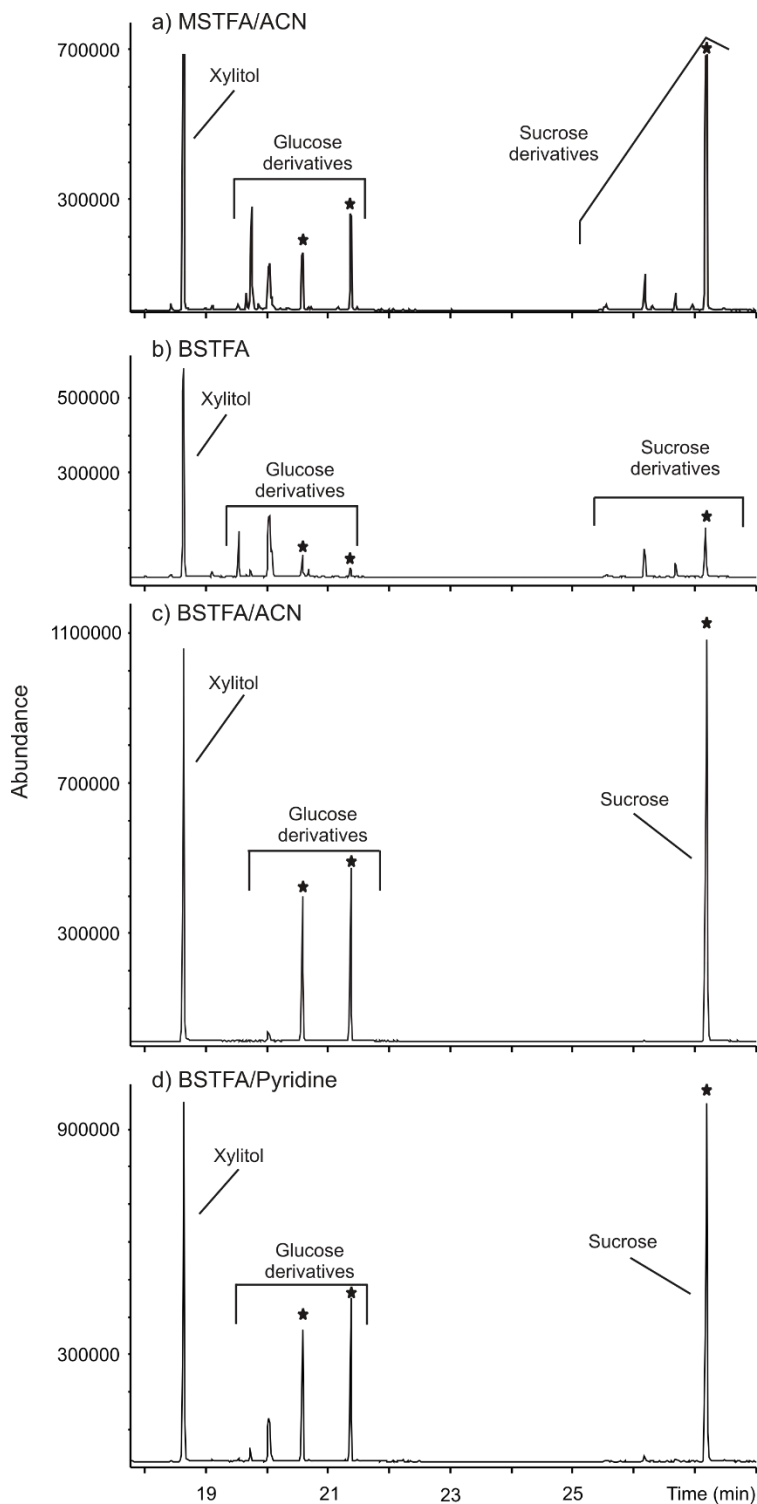 a) MSTFA/ACN
700000
Xylitol
Glucose
derivatives
Sucrose
derivatives
300000
b) BSTFA
500000
Xylitol
Glucose
derivatives
Sucrose
derivatives
300000
c) BSTFA/ACN
1100000
Xylitol
Abundance
700000
Glucose
derivatives
Sucrose
300000
d) BSTFA/Pyridine
900000
Xylitol
Glucose
derivatives
Sucrose
300000
19 21 23 25 Time (min)